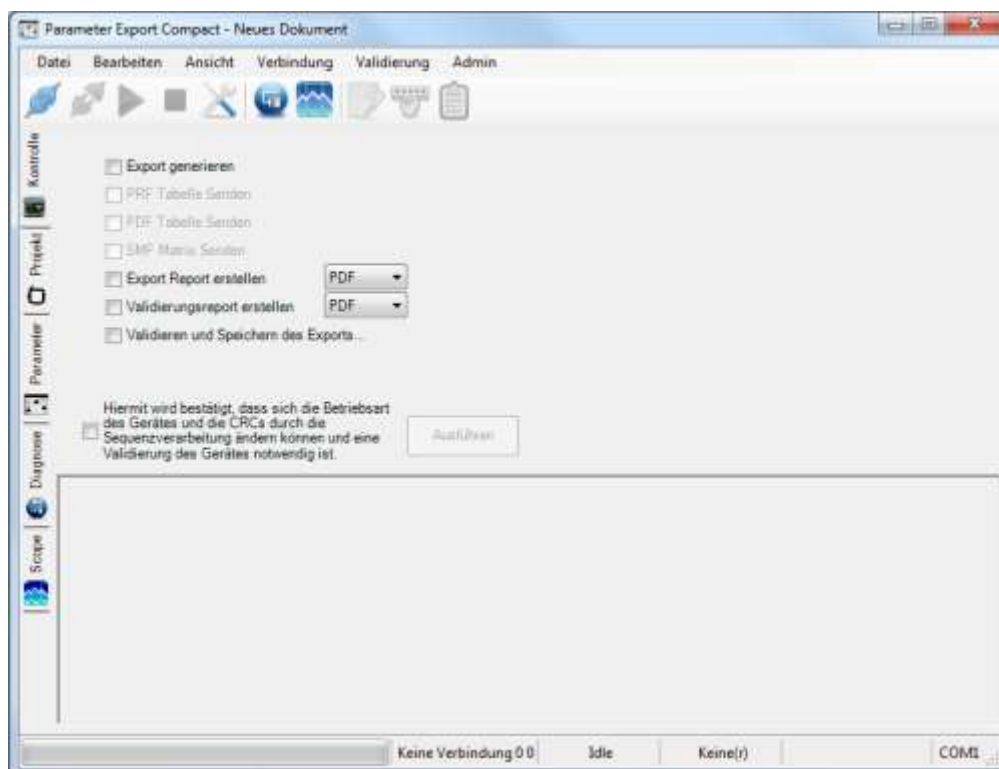 Parameter Export Compact - Neues Dokument
Datei Bearbeiten Ansicht Verbindung Validierung Admin
Kontrolle
Projekt
Parameter
Diagnose
Scope
Export generieren
PRF Tabelle Senden
PDF Tabelle Senden
SMF Matrix Senden
Export Report erstellen PDF
Validierungsreport erstellen PDF
Validieren und Speichern des Exports...
Hiermit wird bestätigt, dass sich die Betriebsart
des Gerätes und die CRCs durch die
Sequenzverarbeitung ändern können und eine
Validierung des Gerätes notwendig ist.
Ausführen
Keine Verbindung 0 0 Idle Keine(r) COM1